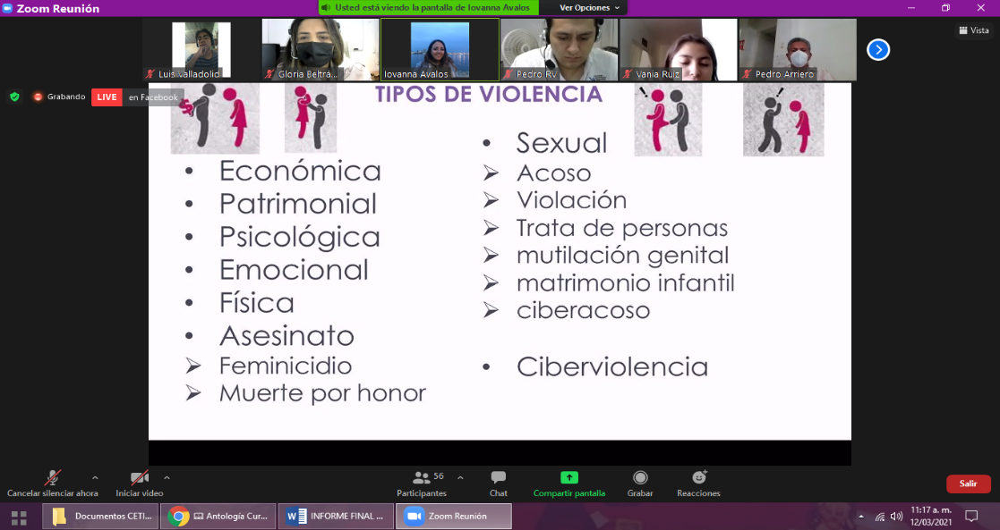 Zoom Reunión
Usted está viendo la pantalla de Iovanna Avalos
Ver Opciones
Vista
Luis Valladolid
Gloria Beltrá...
Iovanna Avalos
Pedro RV
Vania Ruiz
Pedro Arriero
Grabando
LIVE
en Facebook
TIPOS DE VIOLENCIA
• Económica
• Patrimonial
• Psicológica
• Emocional
• Física
• Asesinato
➢ Feminicidio
➢ Muerte por honor
• Sexual
➢ Acoso
➢ Violación
➢ Trata de personas
➢ mutilación genital
➢ matrimonio infantil
➢ ciberacoso
• Ciberviolencia
Cancelar silenciar ahora
Iniciar video
56
Participantes
Chat
Compartir pantalla
Grabar
Reacciones
Salir
Documentos CETI...
Antología Cur...
INFORME FINAL ...
Zoom Reunión
11:17 a. m.
12/03/2021